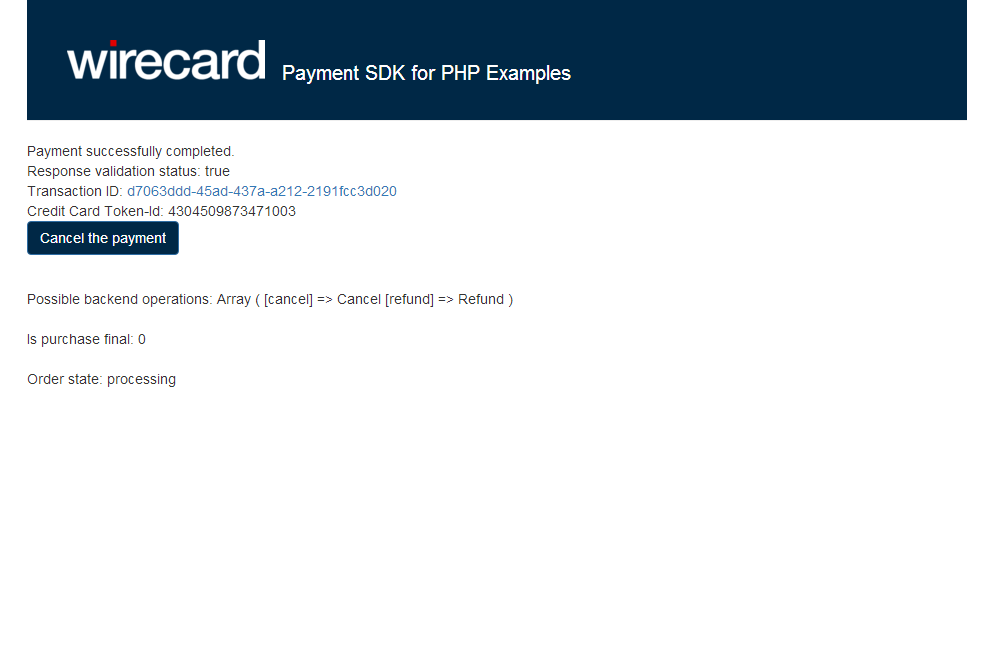 wirecard Payment SDK for PHP Examples
Payment successfully completed.
Response validation status: true
Transaction ID: d7063ddd-45ad-437a-a212-2191fcc3d020
Credit Card Token-Id: 4304509873471003
Cancel the payment
Possible backend operations: Array ( [cancel] => Cancel [refund] => Refund )
Is purchase final: 0
Order state: processing